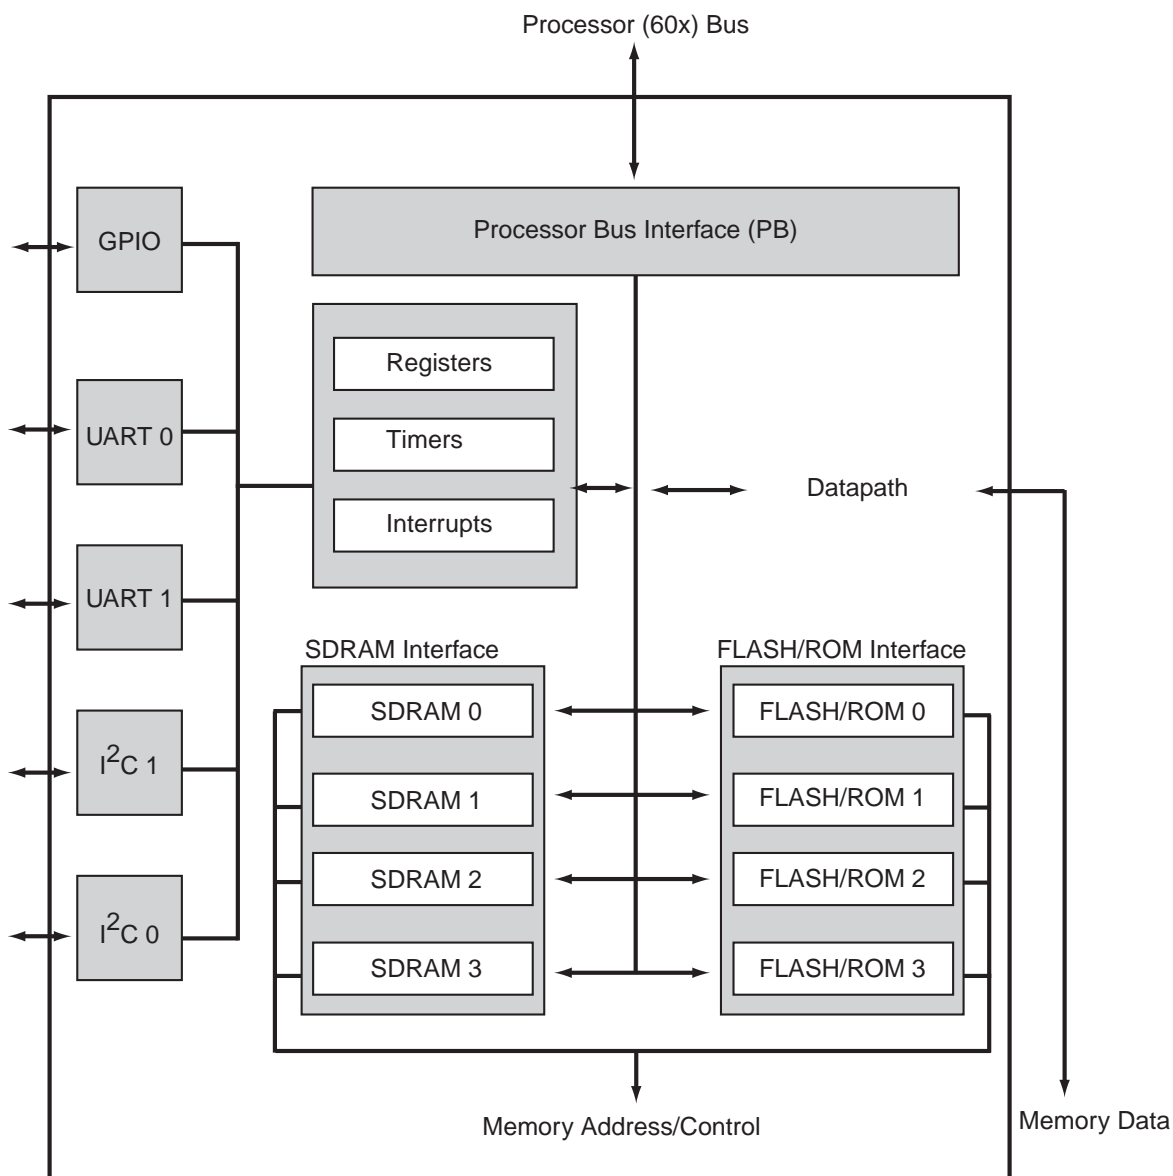 Processor (60x) Bus
GPIO
Processor Bus Interface (PB)
Registers
UART 0
Timers
Datapath
Interrupts
UART 1
SDRAM Interface
FLASH/ROM Interface
SDRAM 0
FLASH/ROM 0
I²C 1
SDRAM 1
FLASH/ROM 1
SDRAM 2
FLASH/ROM 2
I²C 0
SDRAM 3
FLASH/ROM 3
Memory Address/Control
Memory Data